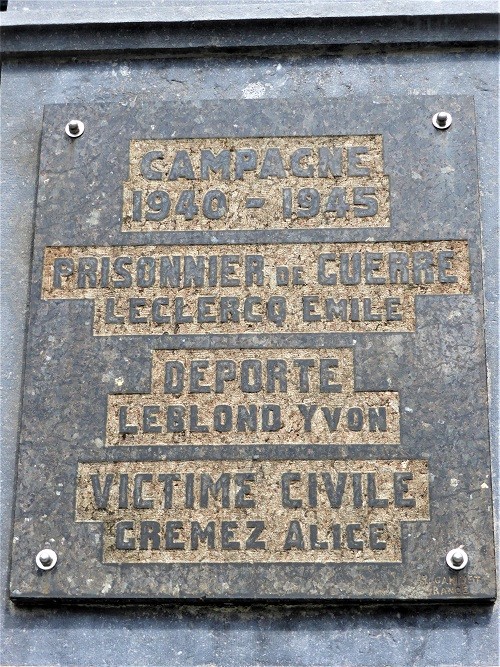 CAMPAGNE
1940 - 1945
PRISONNIER DE GUERRE
LECLERCQ EMILE
DEPORTE
LEBLOND YVON
VICTIME CIVILE
CREMEZ ALICE